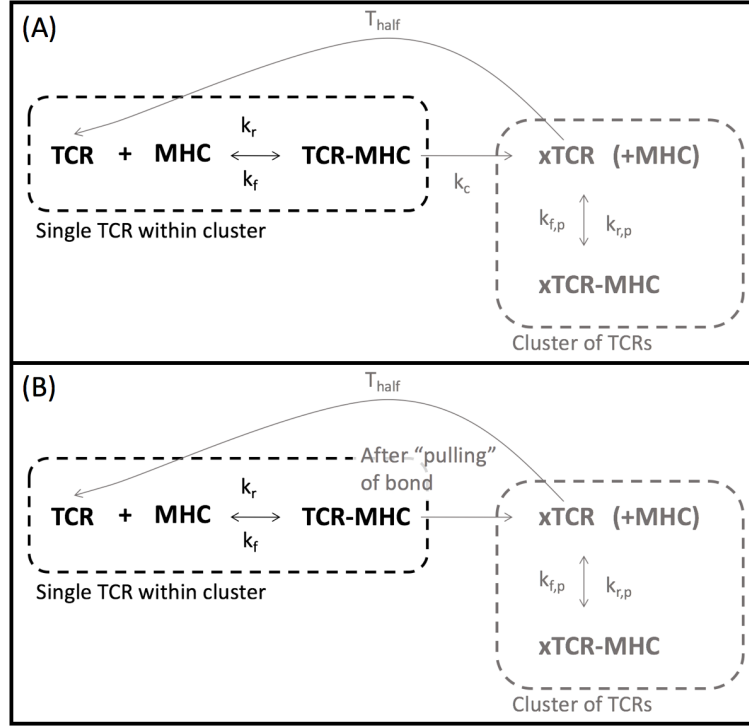 (A)
T_half
k_r
TCR + MHC TCR-MHC xTCR (+MHC)
k_f k_c
k_f,p k_r,p
Single TCR within cluster
xTCR-MHC
Cluster of TCRs
(B)
T_half
After “pulling”
of bond
k_r
TCR + MHC TCR-MHC xTCR (+MHC)
k_f
k_f,p k_r,p
Single TCR within cluster
xTCR-MHC
Cluster of TCRs